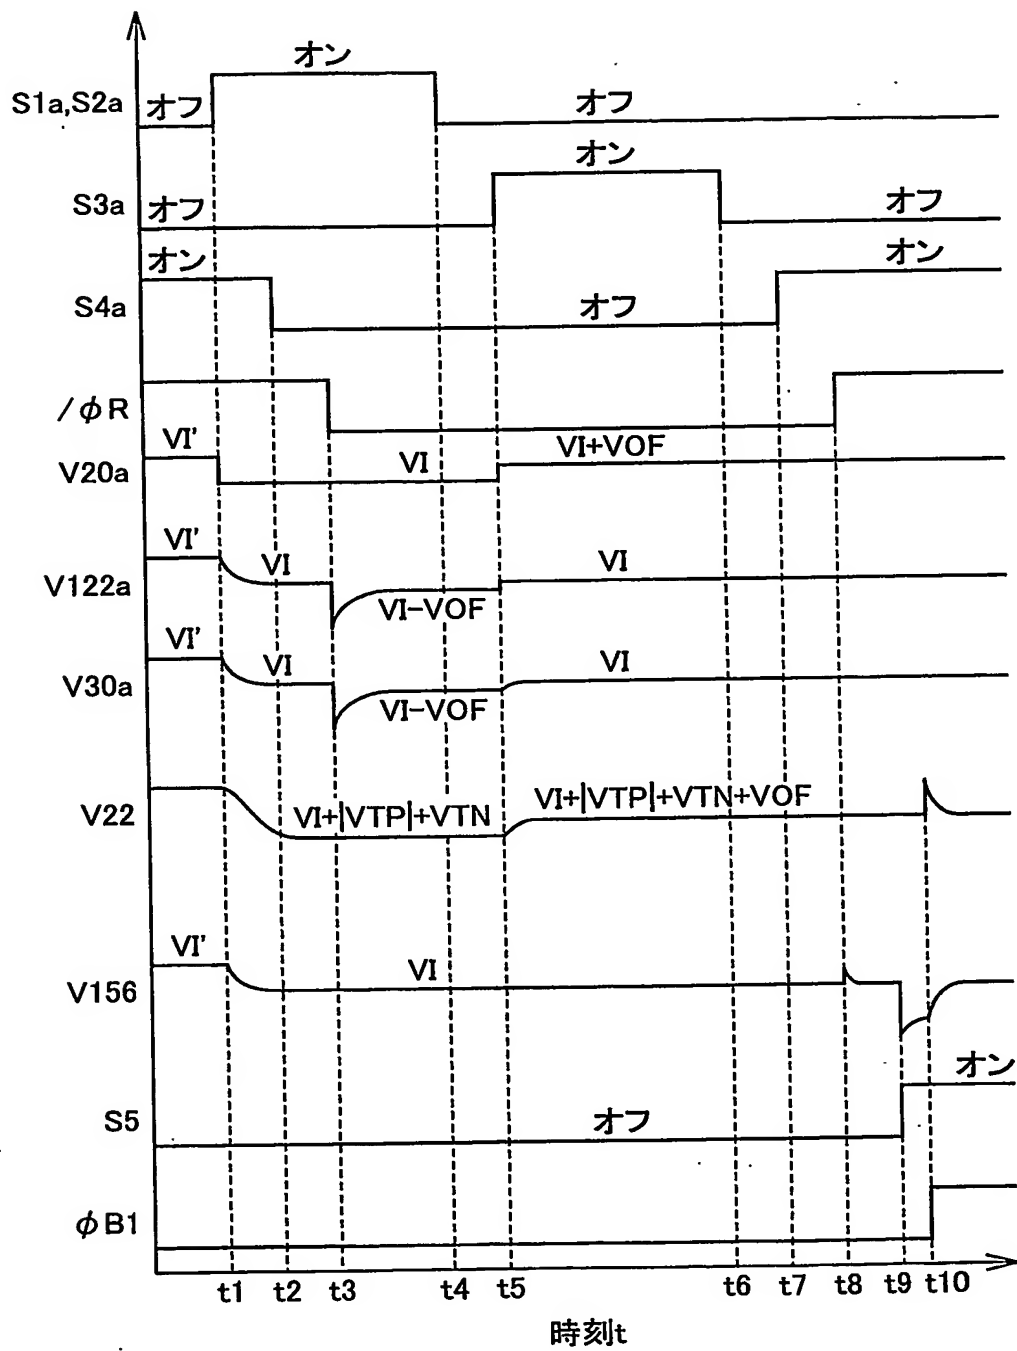 オン
S1a,S2a オフ オフ
オン
S3a オフ オフ
オン オン
S4a オフ
/φR
VI' VI VI+VOF
V20a
VI' VI VI
V122a VI−VOF
VI' VI VI
V30a VI−VOF
V22 VI+|VTP|+VTN VI+|VTP|+VTN+VOF
VI' VI
V156
オン
S5 オフ
φB1
t1 t2 t3 t4 t5 t6 t7 t8 t9 t10
時刻t